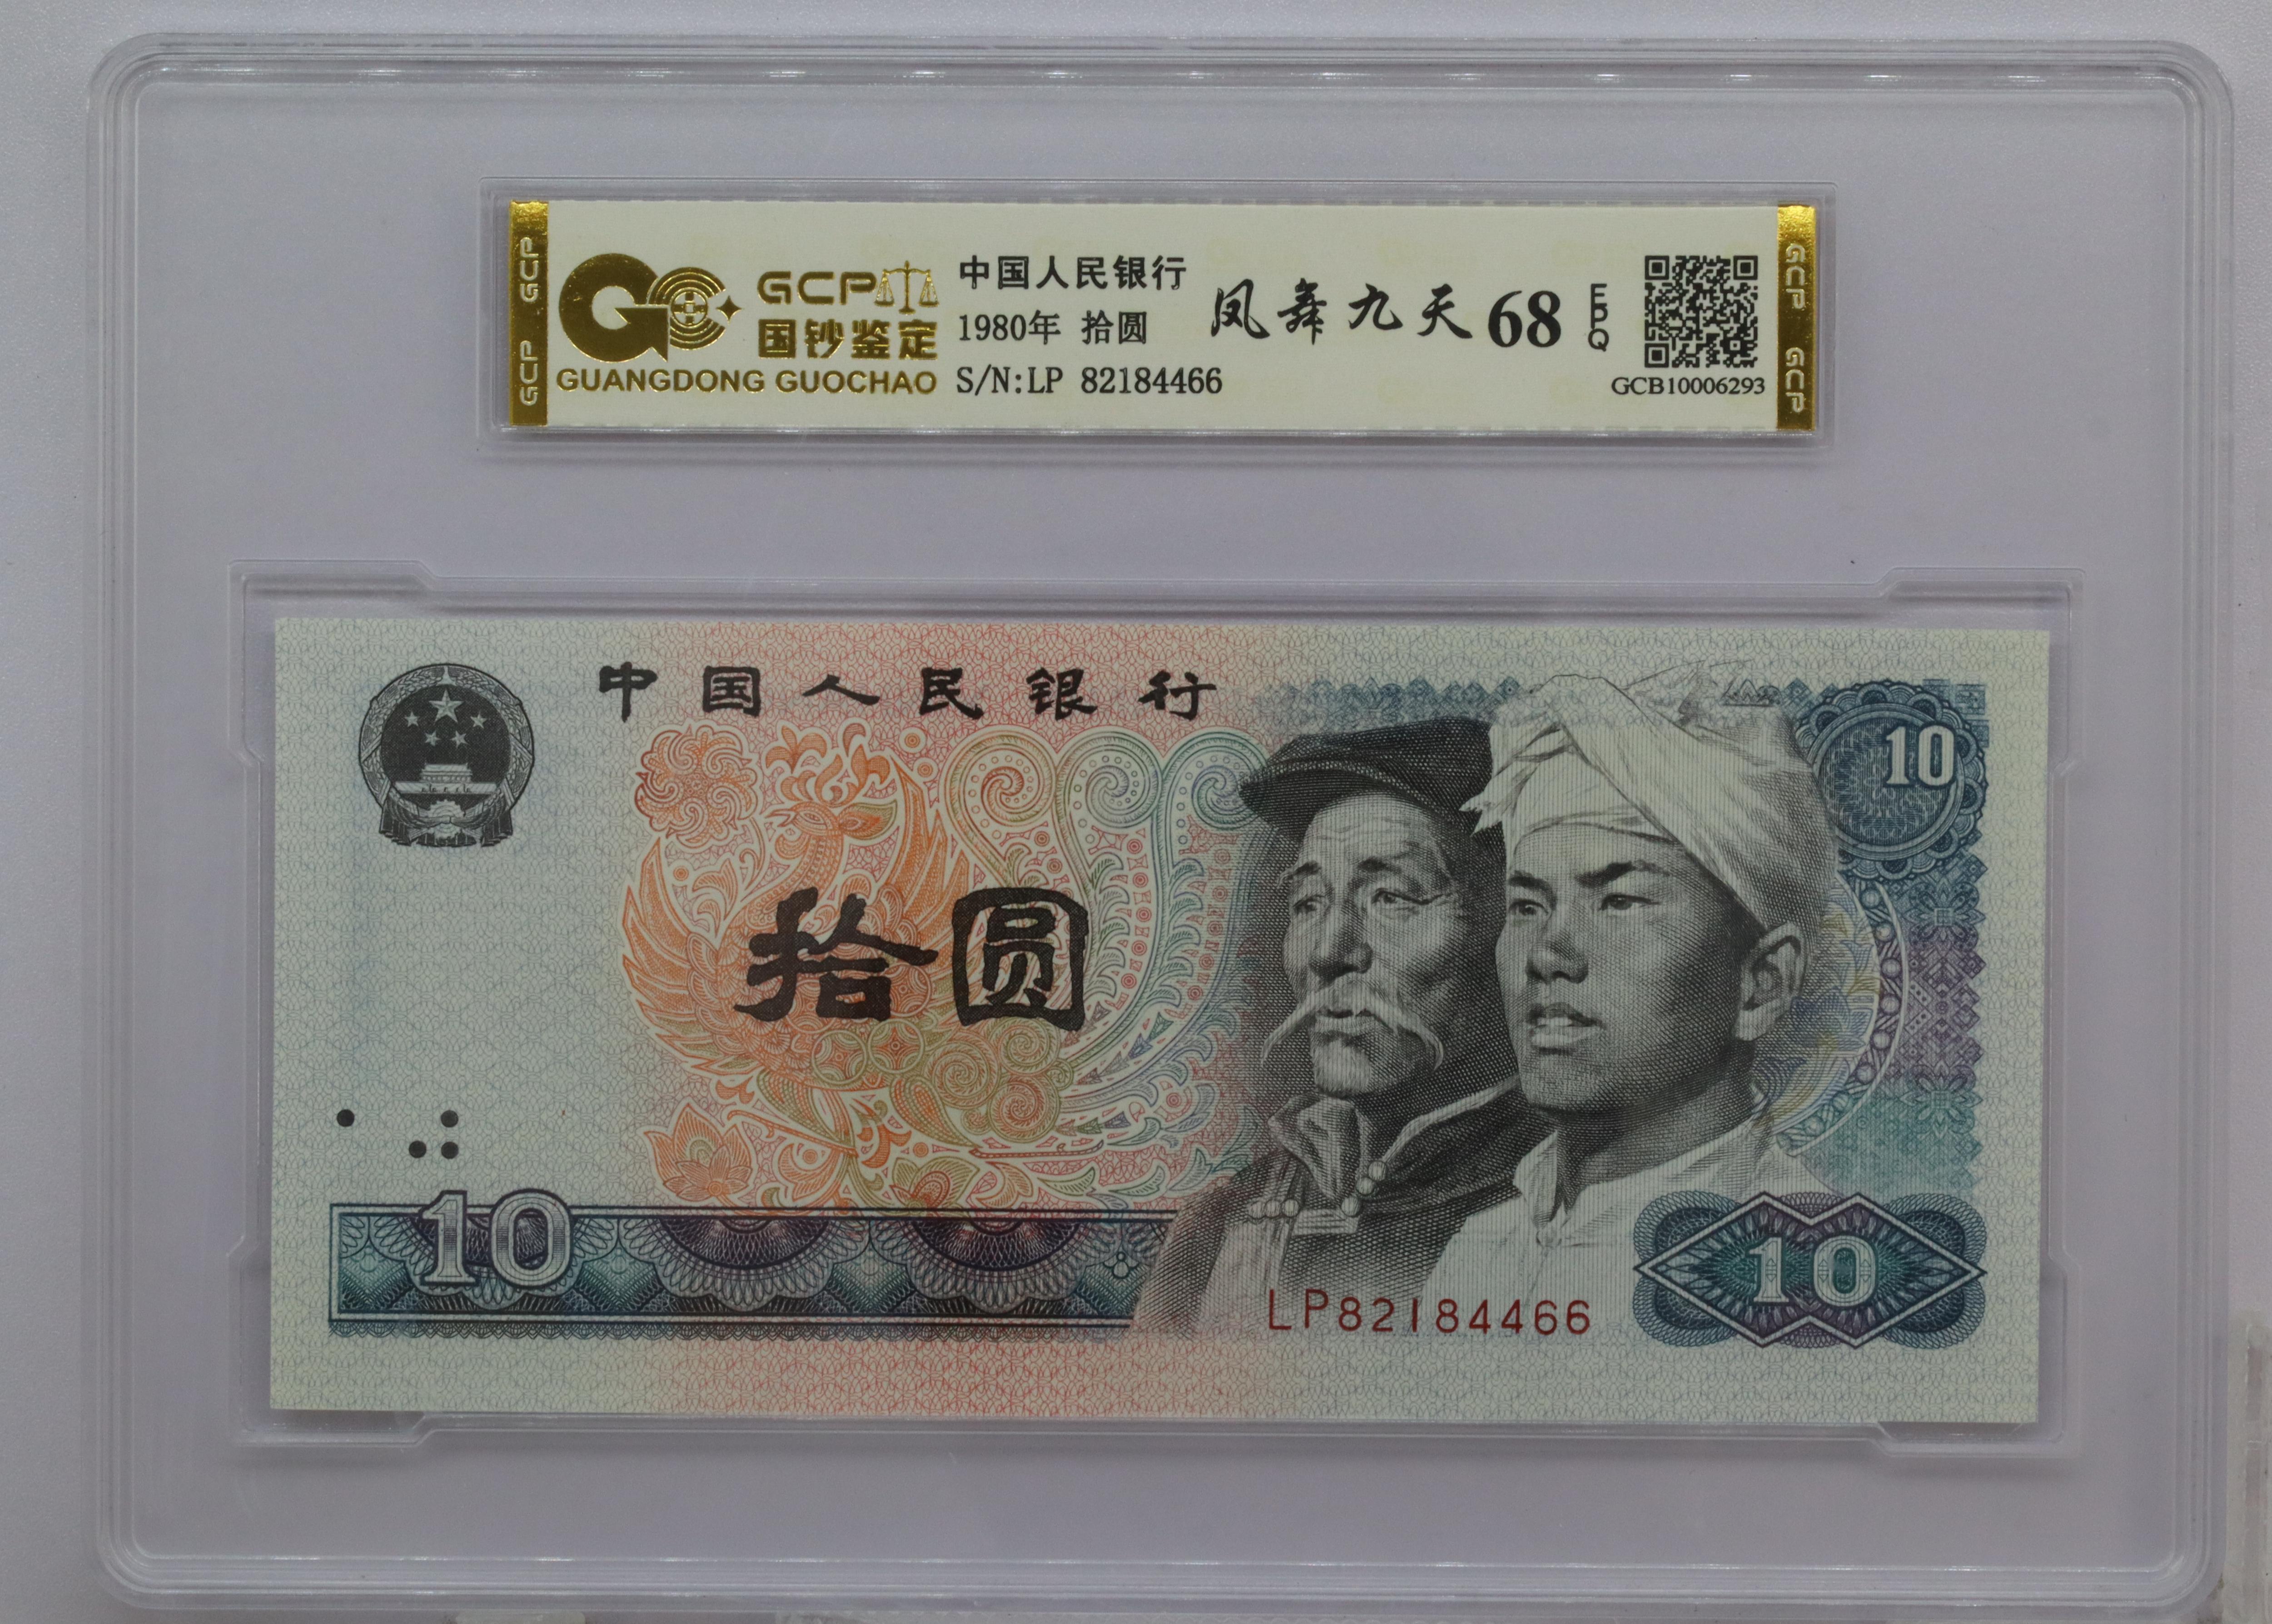 GCP GCP
GCP
国钞鉴定
GUANGDONG GUOCHAO
中国人民银行
1980年 拾圆
S/N:LP 82184466
凤舞九天 68 EPQ
GCB10006293
GCP GCP
中国人民银行
10
拾圆
10
LP82184466
10